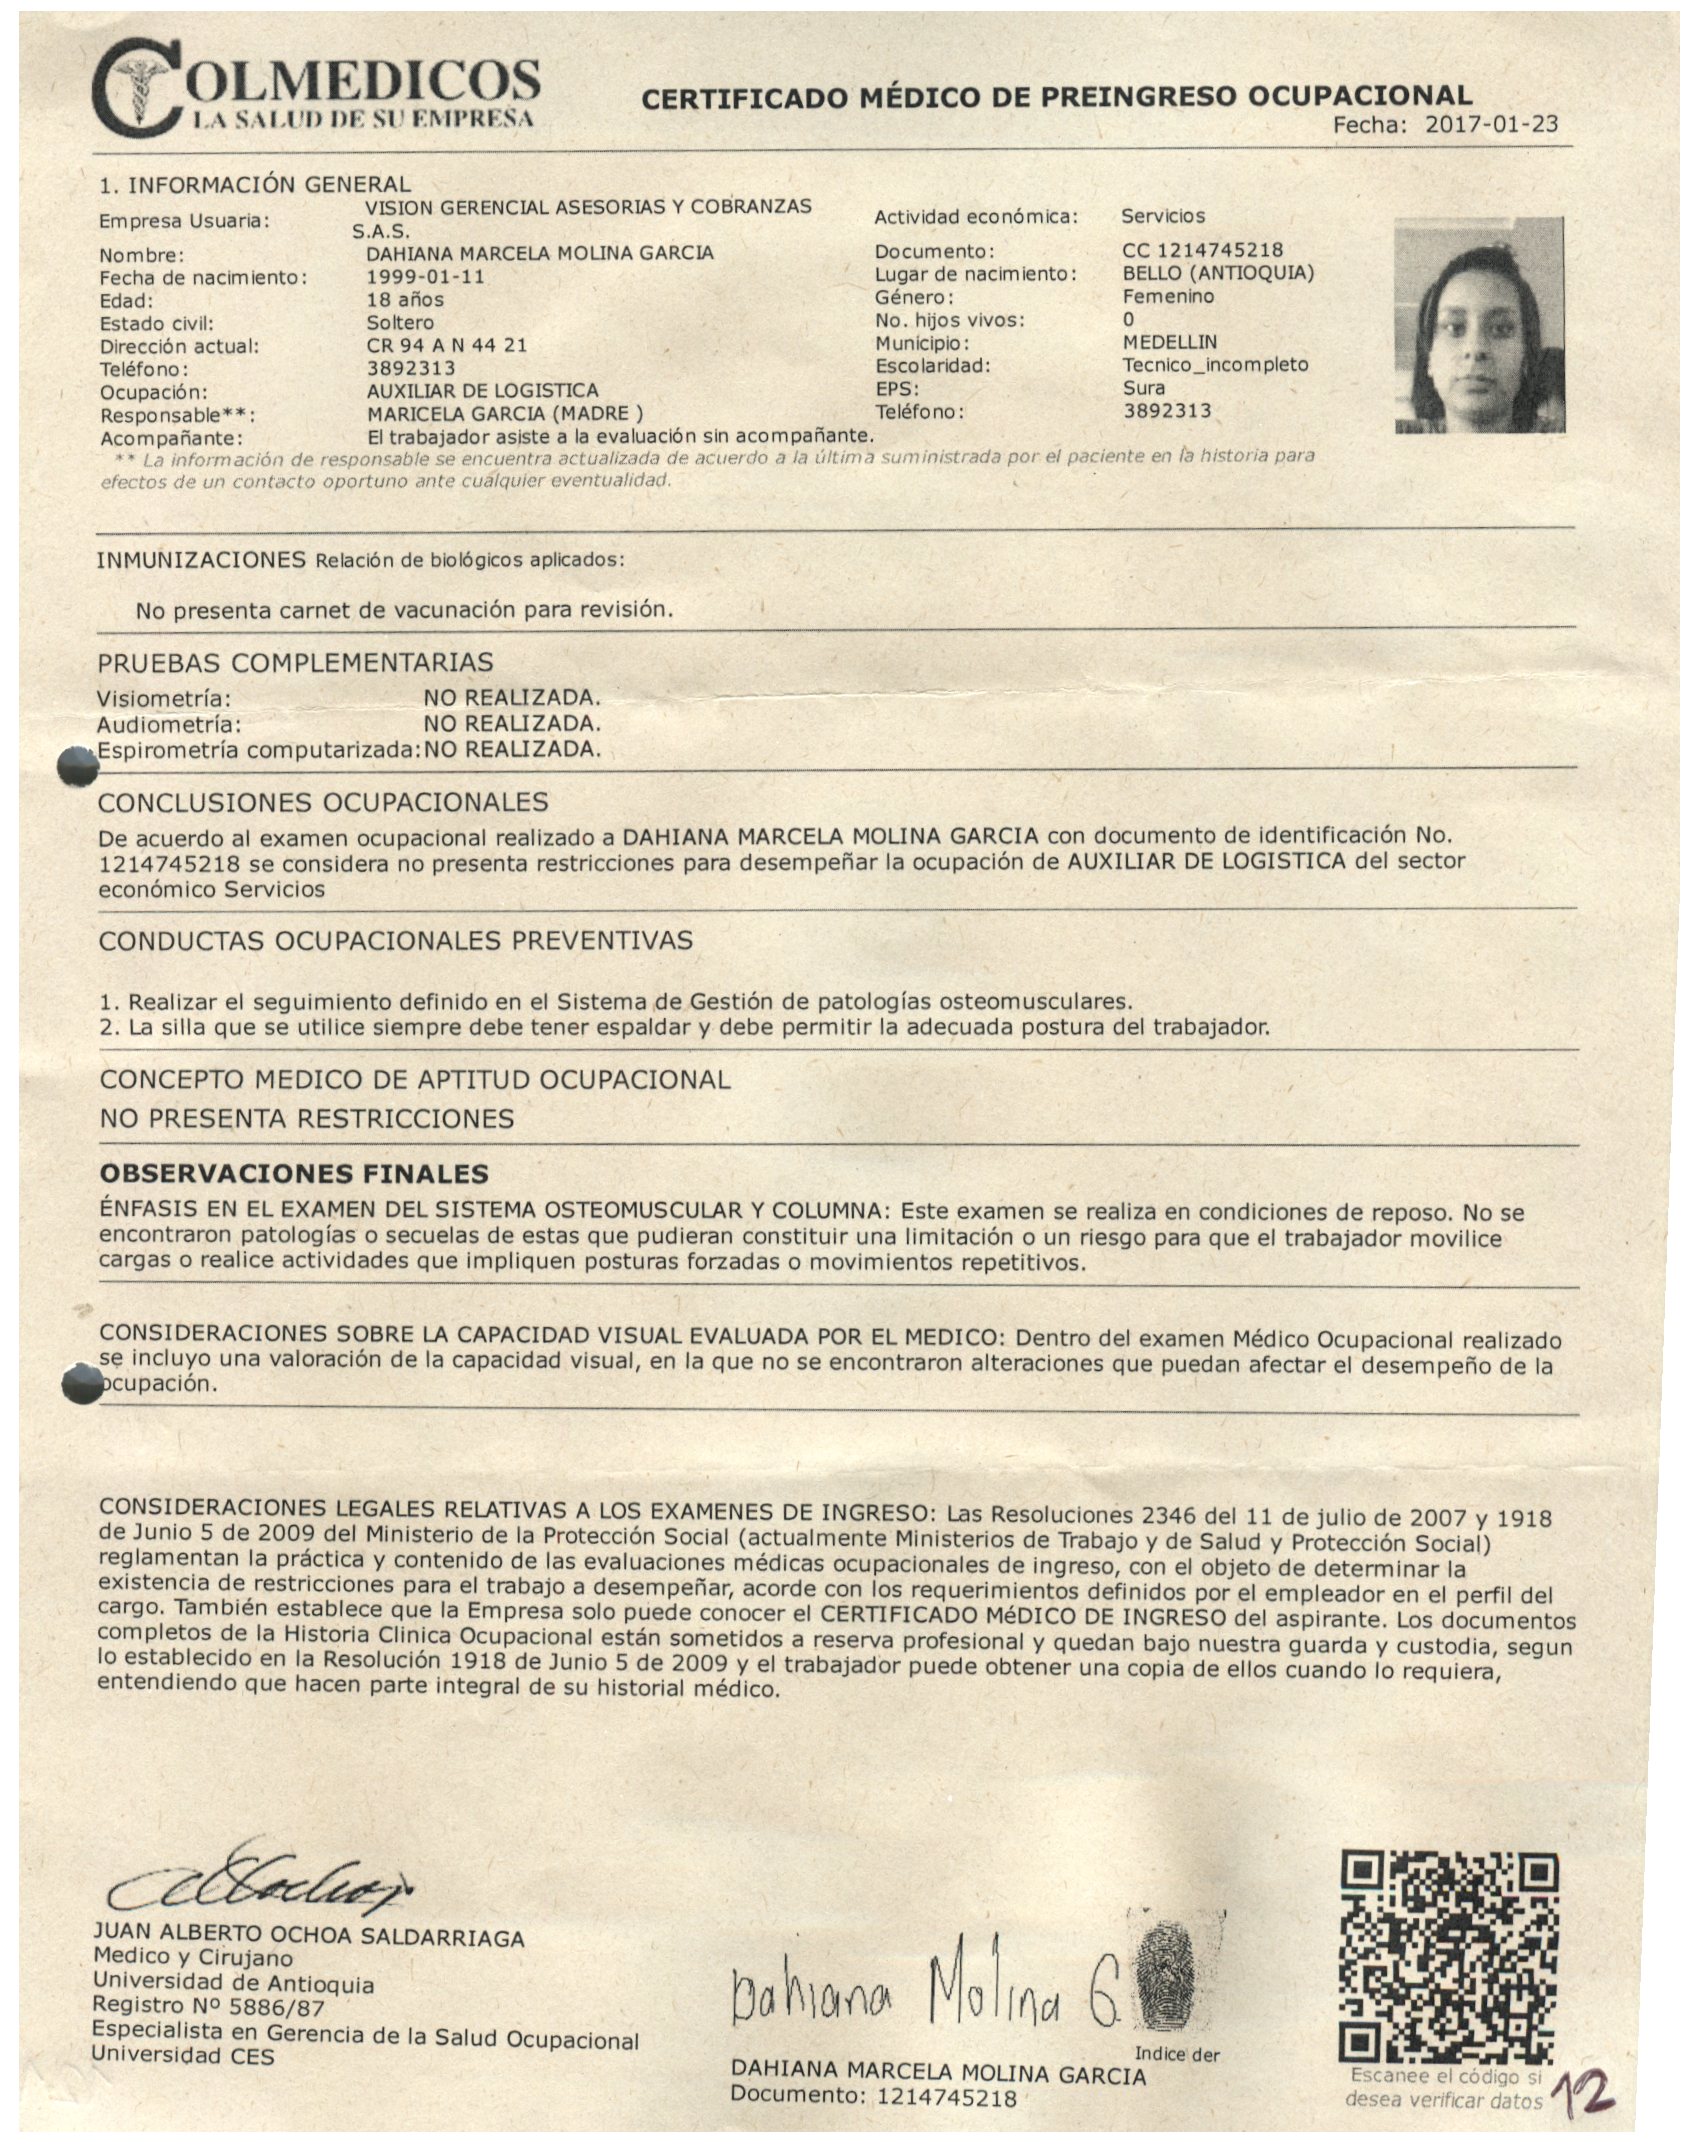 COLMEDICOS
LA SALUD DE SU EMPRESA
CERTIFICADO MÉDICO DE PREINGRESO OCUPACIONAL
Fecha: 2017-01-23
1. INFORMACIÓN GENERAL
Empresa Usuaria: VISION GERENCIAL ASESORIAS Y COBRANZAS S.A.S. Actividad económica: Servicios
Nombre: DAHIANA MARCELA MOLINA GARCIA Documento: CC 1214745218
Fecha de nacimiento: 1999-01-11 Lugar de nacimiento: BELLO (ANTIOQUIA)
Edad: 18 años Género: Femenino
Estado civil: Soltero No. hijos vivos: 0
Dirección actual: CR 94 A N 44 21 Municipio: MEDELLIN
Teléfono: 3892313 Escolaridad: Tecnico_incompleto
Ocupación: AUXILIAR DE LOGISTICA EPS: Sura
Responsable**: MARICELA GARCIA (MADRE ) Teléfono: 3892313
Acompañante: El trabajador asiste a la evaluación sin acompañante.
** La información de responsable se encuentra actualizada de acuerdo a la última suministrada por el paciente en la historia para
efectos de un contacto oportuno ante cualquier eventualidad.
INMUNIZACIONES Relación de biológicos aplicados:
No presenta carnet de vacunación para revisión.
PRUEBAS COMPLEMENTARIAS
Visiometría: NO REALIZADA.
Audiometría: NO REALIZADA.
Espirometría computarizada: NO REALIZADA.
CONCLUSIONES OCUPACIONALES
De acuerdo al examen ocupacional realizado a DAHIANA MARCELA MOLINA GARCIA con documento de identificación No.
1214745218 se considera no presenta restricciones para desempeñar la ocupación de AUXILIAR DE LOGISTICA del sector
económico Servicios
CONDUCTAS OCUPACIONALES PREVENTIVAS
1. Realizar el seguimiento definido en el Sistema de Gestión de patologías osteomusculares.
2. La silla que se utilice siempre debe tener espaldar y debe permitir la adecuada postura del trabajador.
CONCEPTO MEDICO DE APTITUD OCUPACIONAL
NO PRESENTA RESTRICCIONES
OBSERVACIONES FINALES
ÉNFASIS EN EL EXAMEN DEL SISTEMA OSTEOMUSCULAR Y COLUMNA: Este examen se realiza en condiciones de reposo. No se
encontraron patologías o secuelas de estas que pudieran constituir una limitación o un riesgo para que el trabajador movilice
cargas o realice actividades que impliquen posturas forzadas o movimientos repetitivos.
CONSIDERACIONES SOBRE LA CAPACIDAD VISUAL EVALUADA POR EL MEDICO: Dentro del examen Médico Ocupacional realizado
se incluyo una valoración de la capacidad visual, en la que no se encontraron alteraciones que puedan afectar el desempeño de la
ocupación.
CONSIDERACIONES LEGALES RELATIVAS A LOS EXAMENES DE INGRESO: Las Resoluciones 2346 del 11 de julio de 2007 y 1918
de Junio 5 de 2009 del Ministerio de la Protección Social (actualmente Ministerios de Trabajo y de Salud y Protección Social)
reglamentan la práctica y contenido de las evaluaciones médicas ocupacionales de ingreso, con el objeto de determinar la
existencia de restricciones para el trabajo a desempeñar, acorde con los requerimientos definidos por el empleador en el perfil del
cargo. También establece que la Empresa solo puede conocer el CERTIFICADO MéDICO DE INGRESO del aspirante. Los documentos
completos de la Historia Clinica Ocupacional están sometidos a reserva profesional y quedan bajo nuestra guarda y custodia, segun
lo establecido en la Resolución 1918 de Junio 5 de 2009 y el trabajador puede obtener una copia de ellos cuando lo requiera,
entendiendo que hacen parte integral de su historial médico.
JUAN ALBERTO OCHOA SALDARRIAGA
Medico y Cirujano
Universidad de Antioquia
Registro Nº 5886/87
Especialista en Gerencia de la Salud Ocupacional
Universidad CES
Dahiana Molina G
Indice der
DAHIANA MARCELA MOLINA GARCIA
Documento: 1214745218
Escanee el código si
desea verificar datos
12